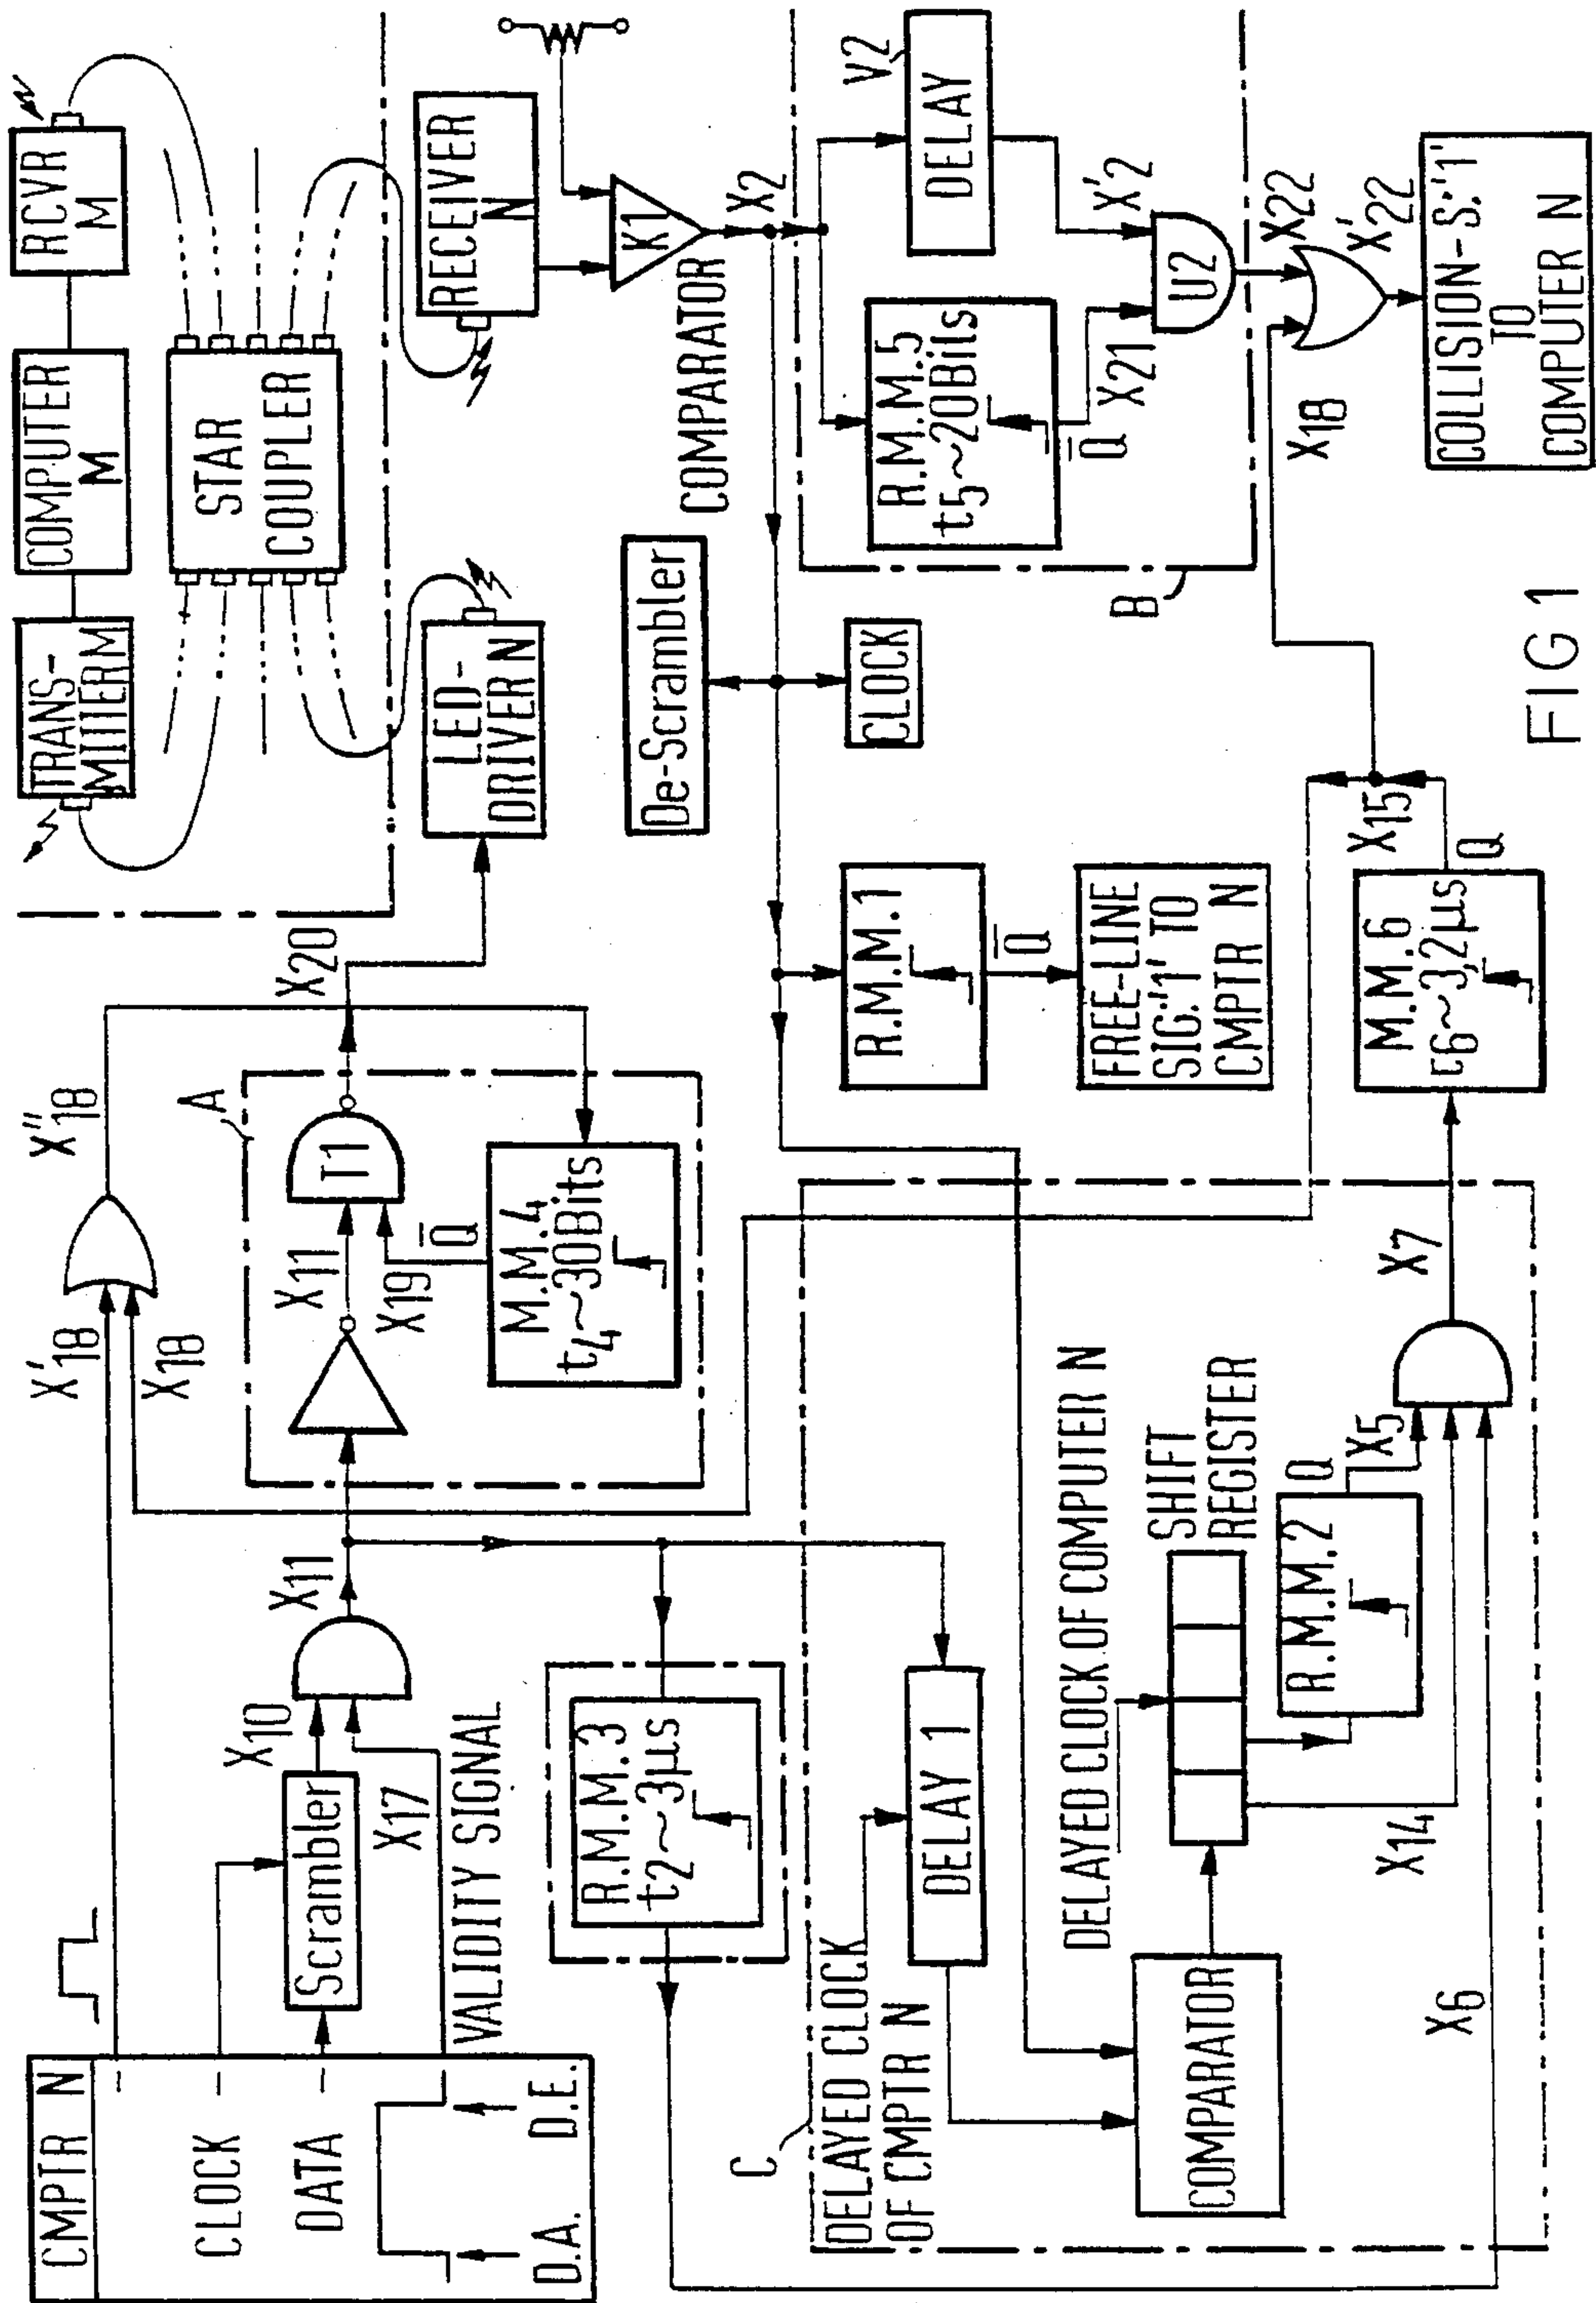 CMPTR N
CLOCK
DATA
D.A.
D.E.
VALIDITY SIGNAL
Scrambler
X10
X17
X11
X'18
X18
X"18
A
X11
T1
X19
Q̄
M.M.4
t4~30Bits
X20
TRANS-
MITTER M
COMPUTER
M
RCVR
M
STAR
COUPLER
LED-
DRIVER N
RECEIVER
N
K1
COMPARATOR
X2
R.M.M.3
t2~3µs
De-Scrambler
CLOCK
R.M.M.1
Q̄
FREE-LINE
SIG.'1' TO
CMPTR N
R.M.M.5
t5~20Bits
Q̄
X21
DELAY
V2
X'2
U2
B
X22
X18
X'22
COLLISION-S.'1'
TO
COMPUTER N
C
DELAYED CLOCK
OF CMPTR N
DELAY 1
DELAYED CLOCK OF COMPUTER N
SHIFT
REGISTER
COMPARATOR
R.M.M.2
Q
X5
X14
X6
X7
M.M.6
τ6~3,2µs
Q
X15
FIG 1